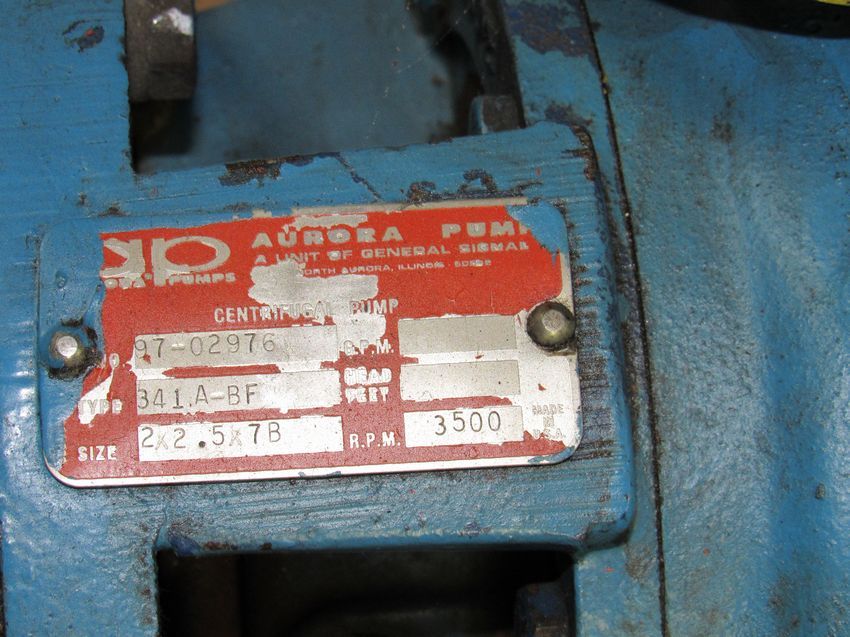 AURORA PUMP
A UNIT OF GENERAL SIGNAL
NORTH AURORA, ILLINOIS
PUMPS
CENTRIFUGAL PUMP
NO 97-02976 G.P.M.
TYPE 341A-BF HEAD FEET
SIZE 2x2.5x7B R.P.M. 3500
MADE
IN
U.S.A.